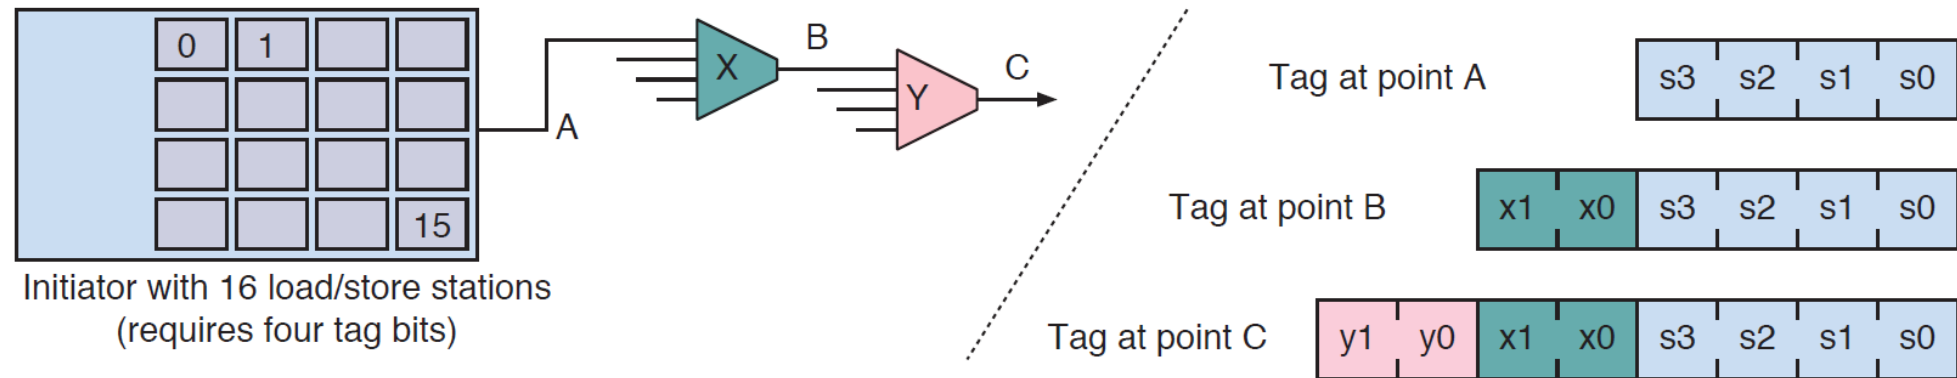 0 1
15
A
X
B
Y
C
Initiator with 16 load/store stations
(requires four tag bits)
Tag at point A
s3 s2 s1 s0
Tag at point B
x1 x0 s3 s2 s1 s0
Tag at point C
y1 y0 x1 x0 s3 s2 s1 s0